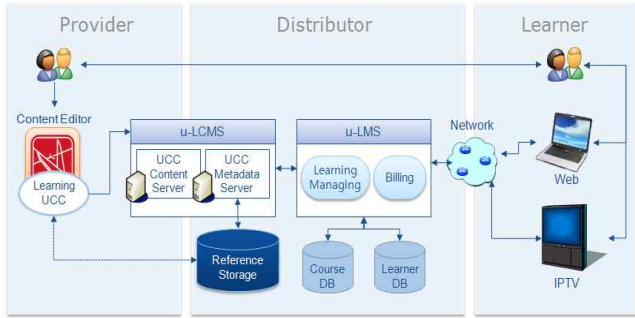 Provider
Distributor
Learner
Content Editor
Learning
UCC
u-LCMS
UCC
Content
Server
UCC
Metadata
Server
Reference
Storage
u-LMS
Learning
Managing
Billing
Course
DB
Learner
DB
Network
Web
IPTV